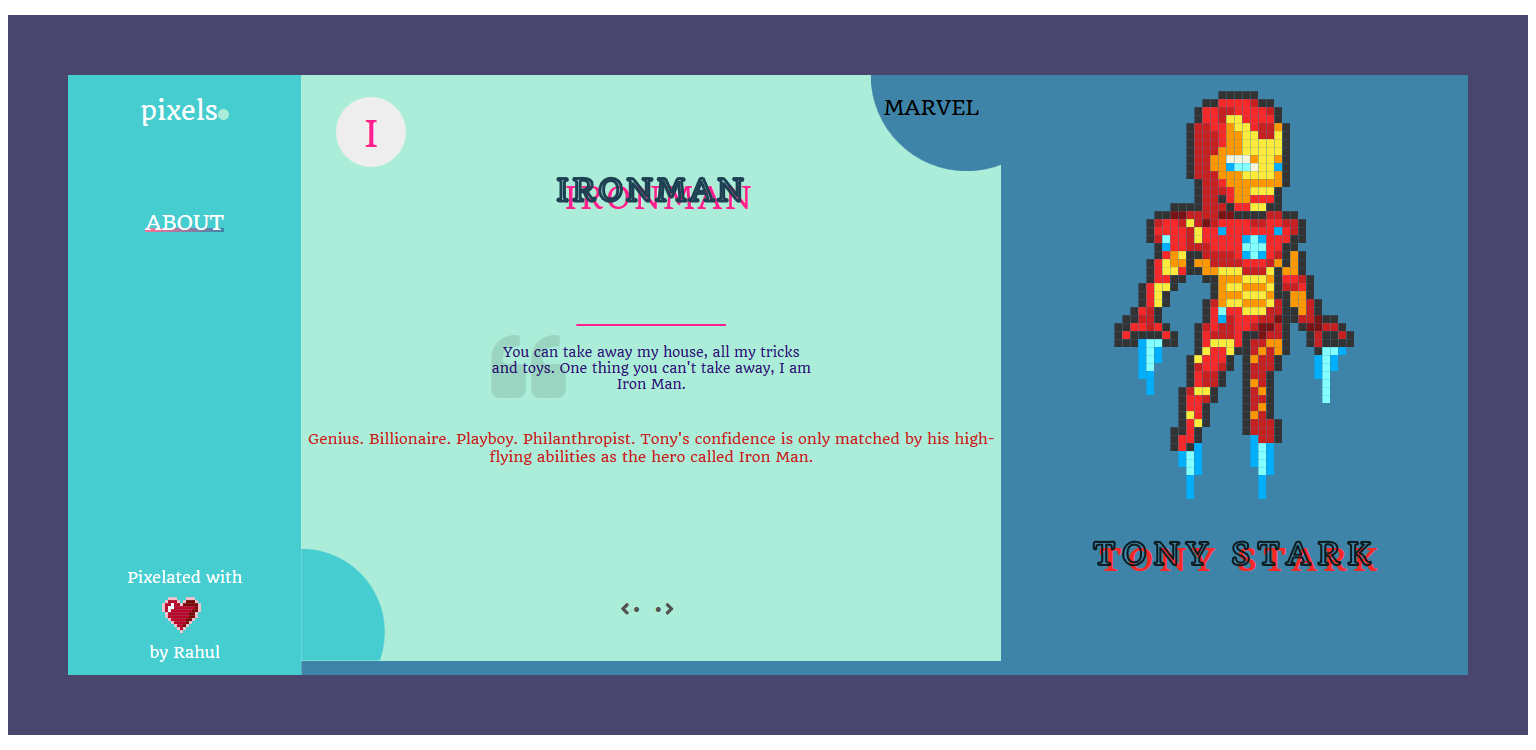 pixels
ABOUT
Pixelated with
by Rahul
I
MARVEL
IRONMAN
You can take away my house, all my tricks
and toys. One thing you can't take away, I am
Iron Man.
Genius. Billionaire. Playboy. Philanthropist. Tony's confidence is only matched by his high-
flying abilities as the hero called Iron Man.
TONY STARK